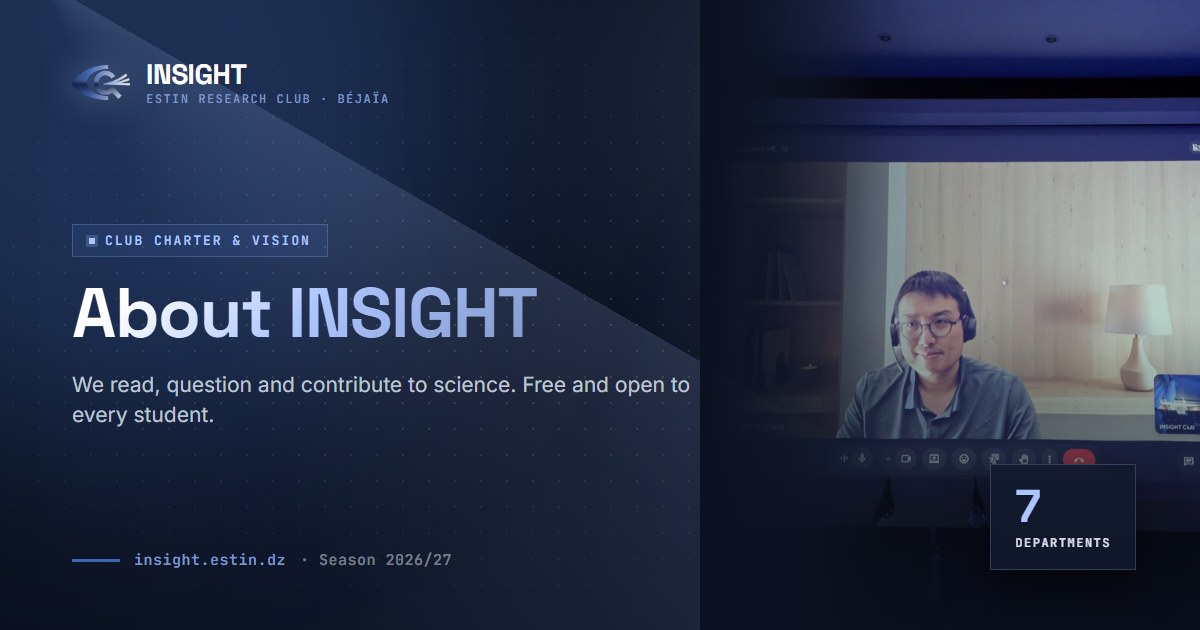 INSIGHT
ESTIN RESEARCH CLUB · BÉJAÏA
CLUB CHARTER & VISION
About INSIGHT
We read, question and contribute to science. Free and open to
every student.
insight.estin.dz · Season 2026/27
INSIGHT Club
7
DEPARTMENTS